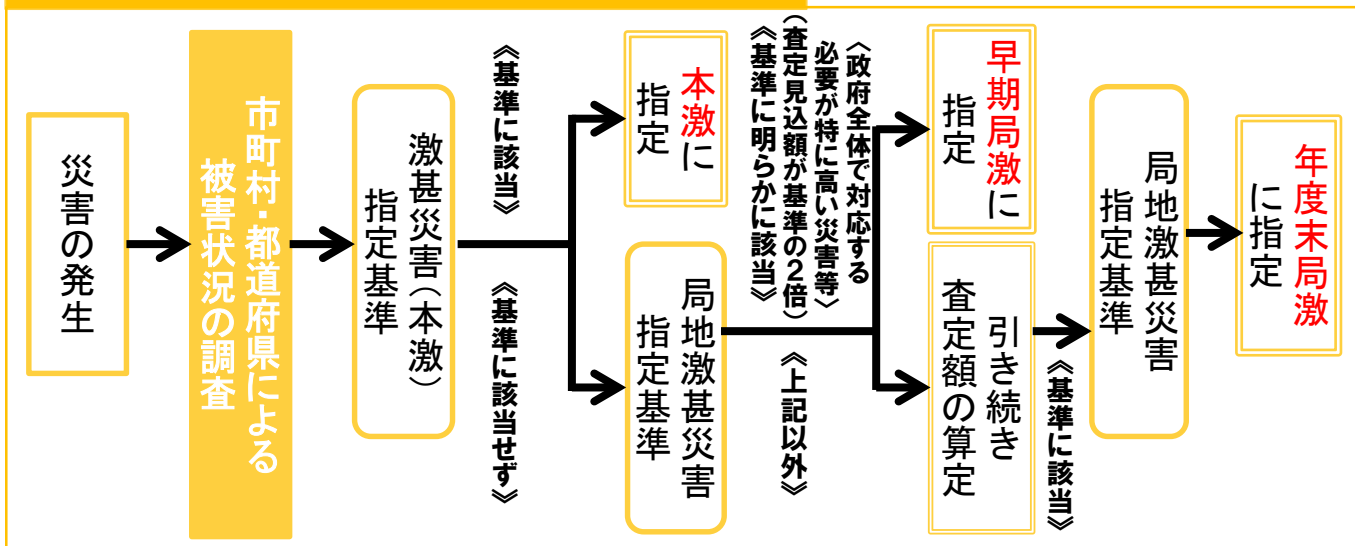 災害の発生
市町村・都道府県による
被害状況の調査
激甚災害（本激）
指定基準
《基準に該当》
《基準に該当せず》
本激に
指定
局地激甚災害
指定基準
〈政府全体で対応する
必要が特に高い災害等〉
（査定見込額が基準の２倍）
《基準に明らかに該当》
《上記以外》
早期局激に
指定
引き続き
査定額の算定
《基準に該当》
局地激甚災害
指定基準
年度末局激
に指定